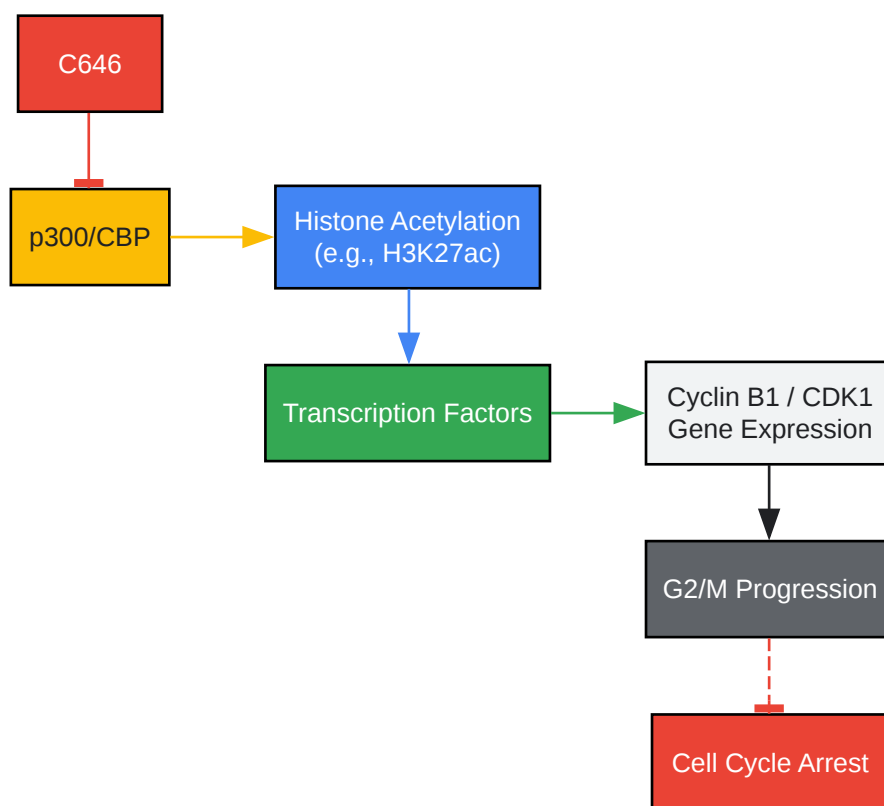 C646
p300/CBP
Histone Acetylation
(e.g., H3K27ac)
Transcription Factors
Cyclin B1 / CDK1
Gene Expression
G2/M Progression
Cell Cycle Arrest